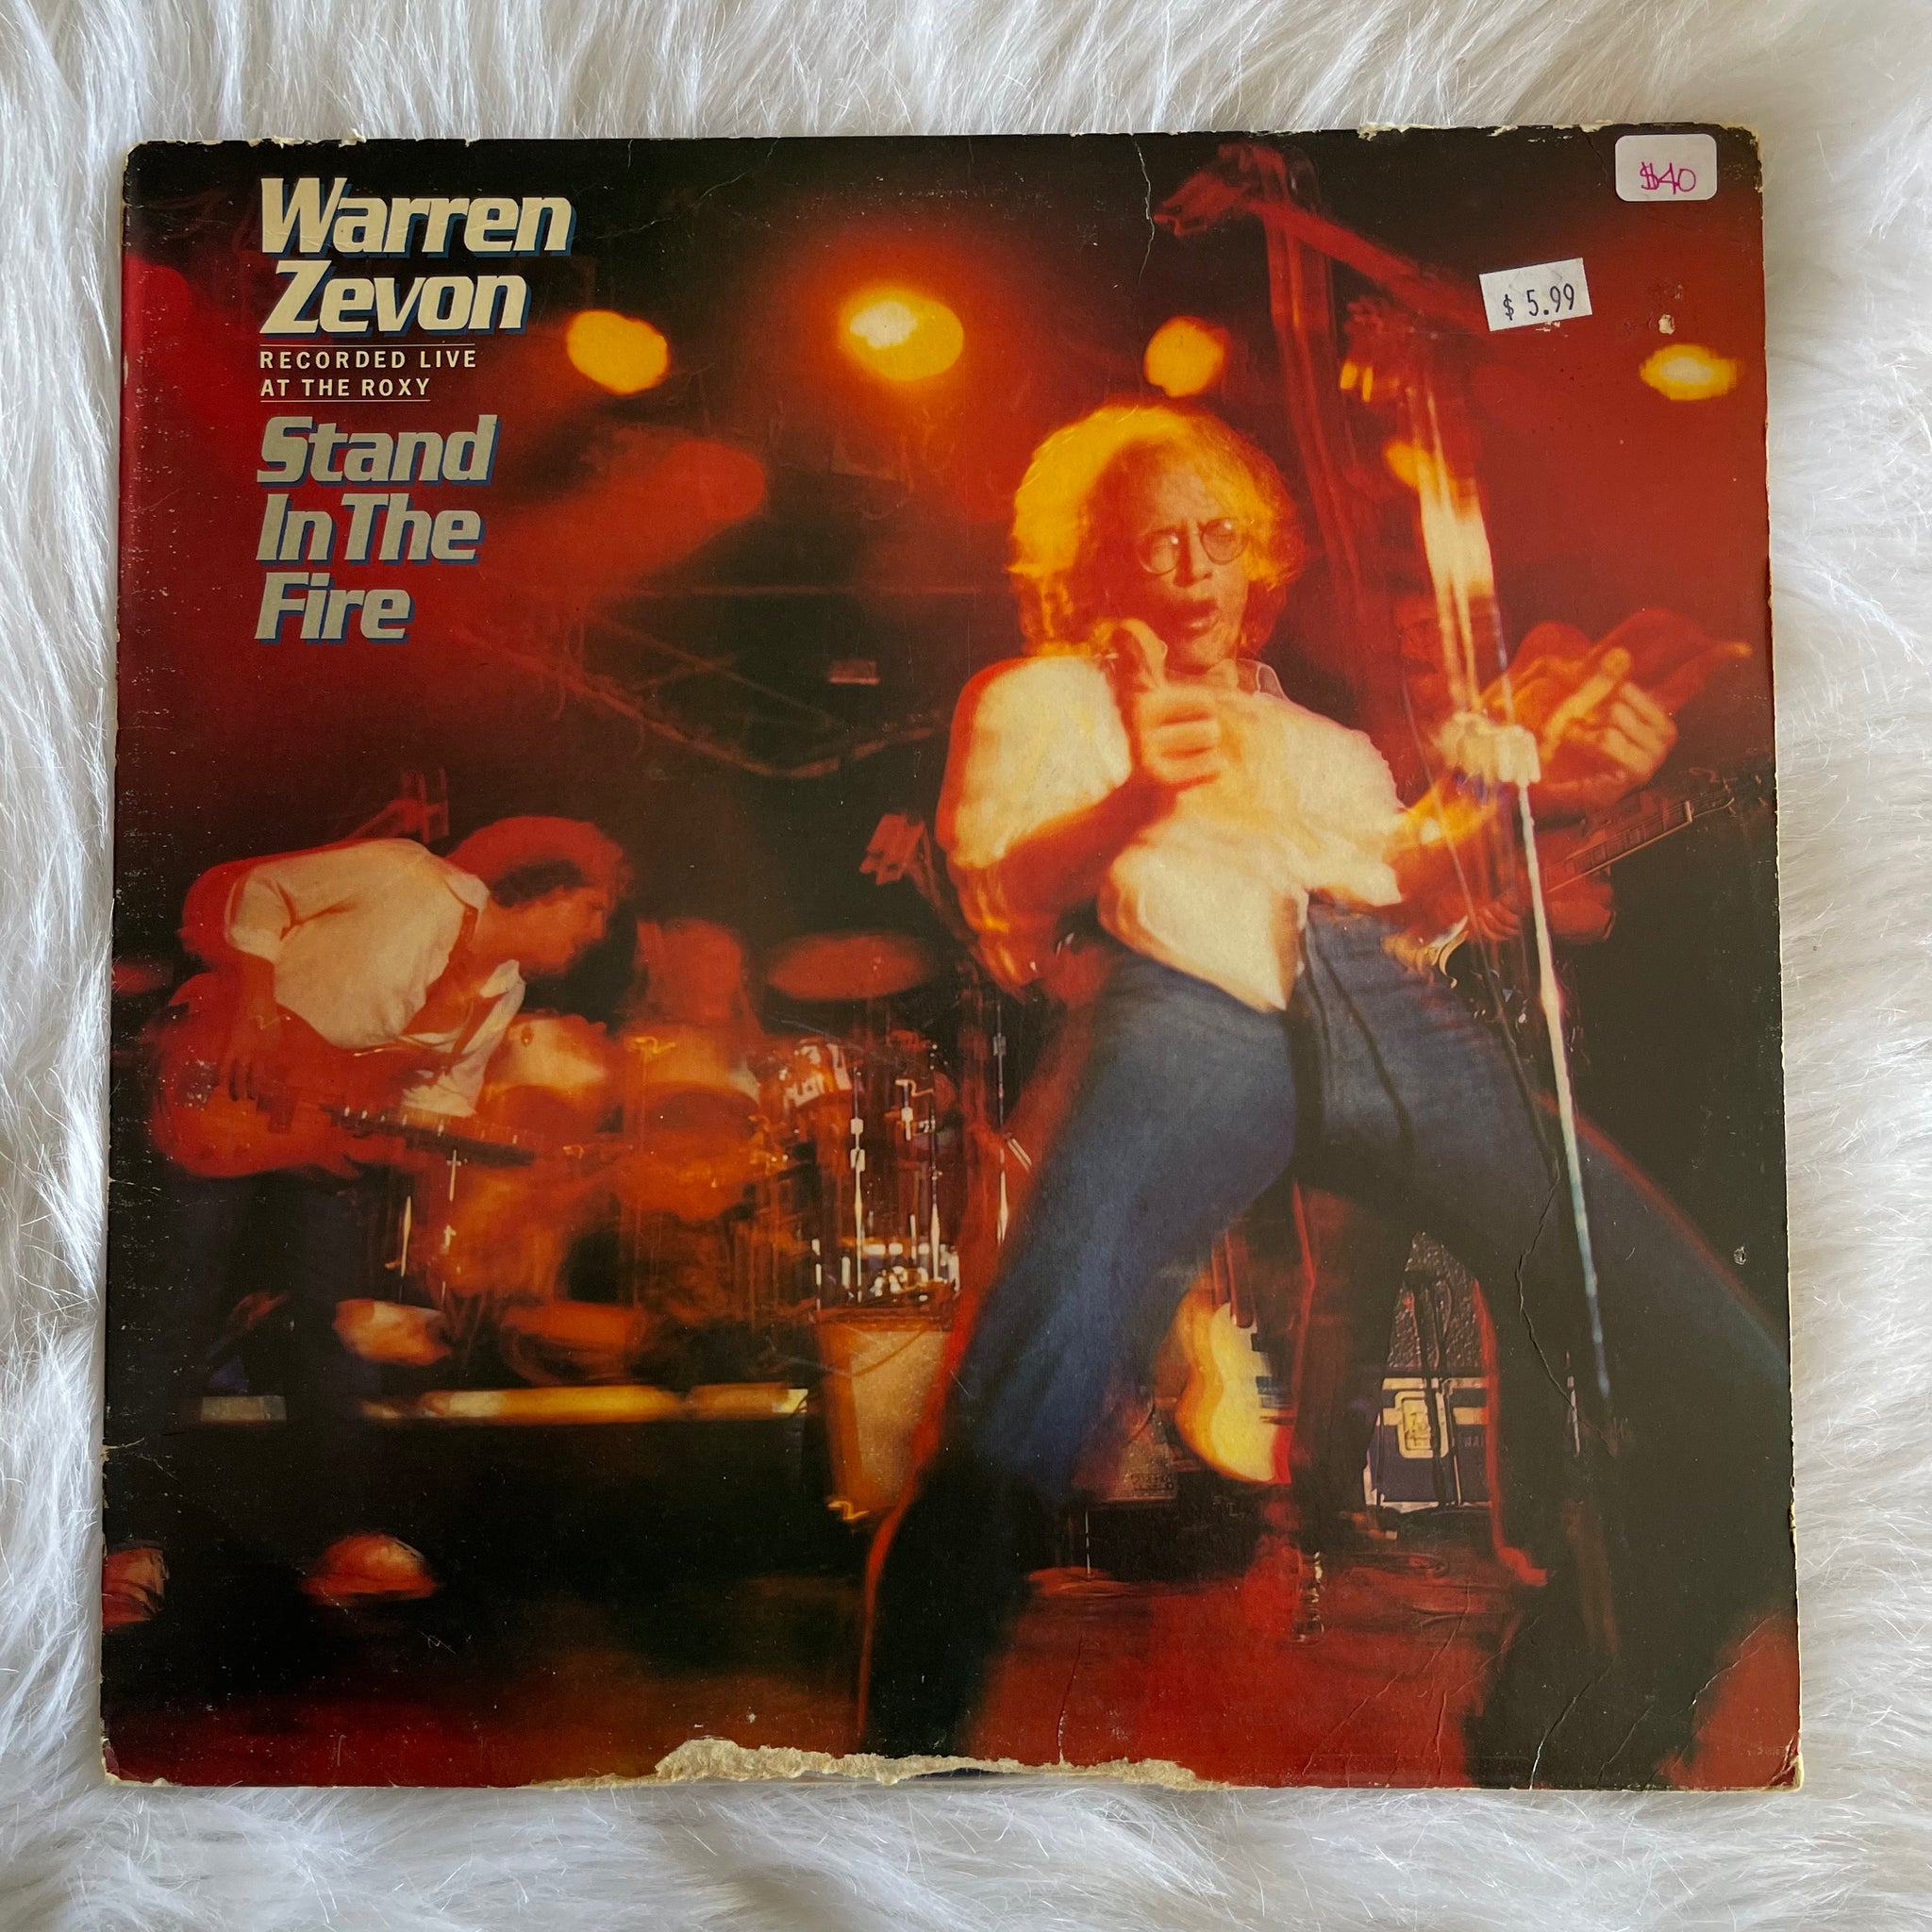 Warren
Zevon
RECORDED LIVE
AT THE ROXY
Stand
In The
Fire
$40
$ 5.99